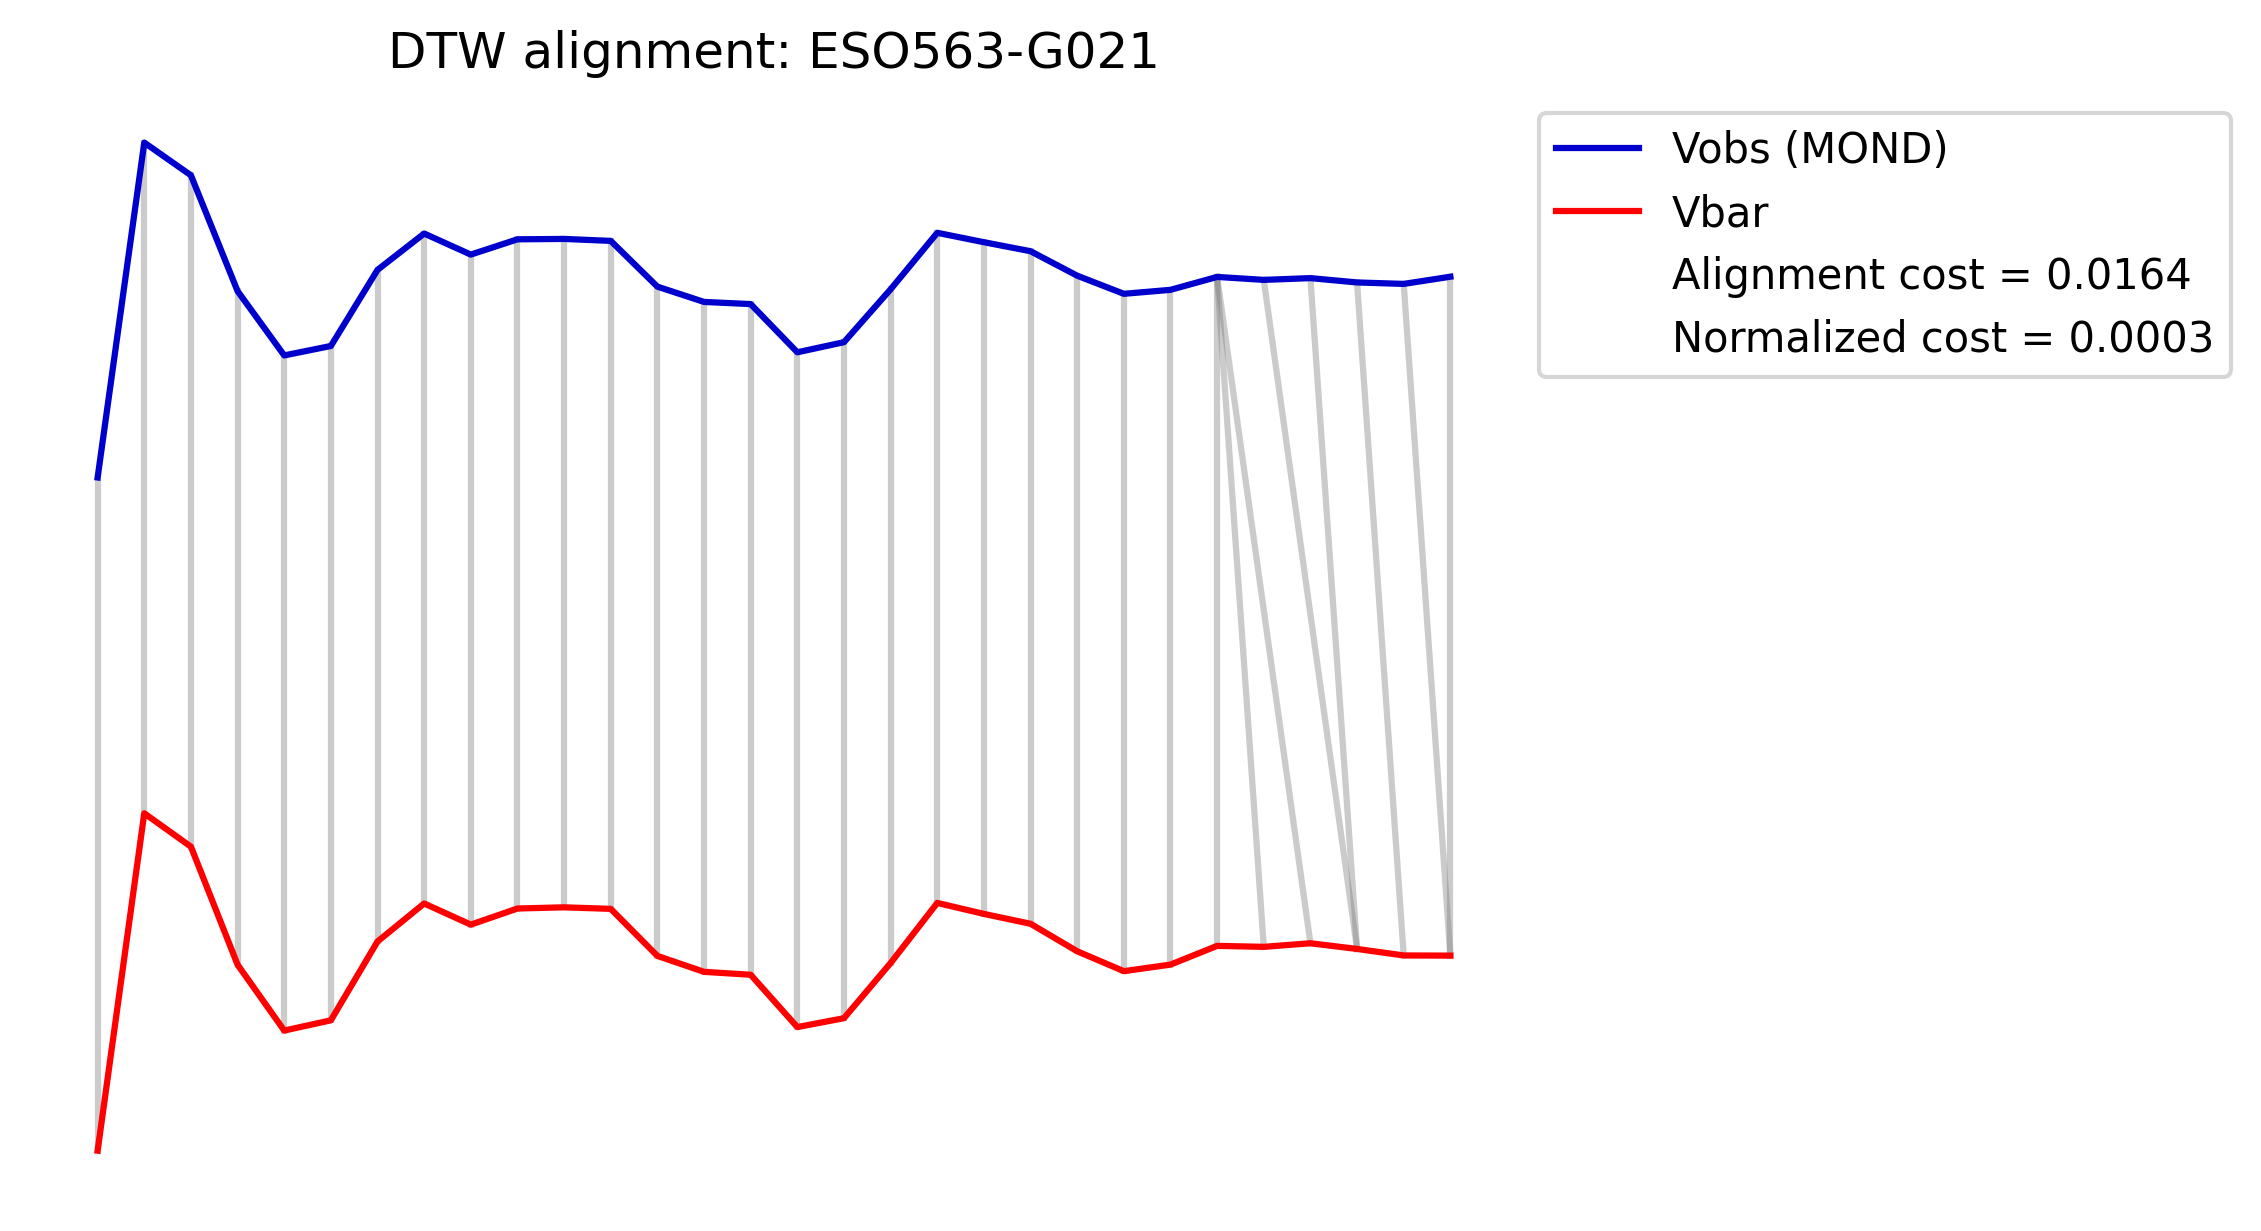 DTW alignment: ESO563-G021
Vobs (MOND)
Vbar
Alignment cost = 0.0164
Normalized cost = 0.0003